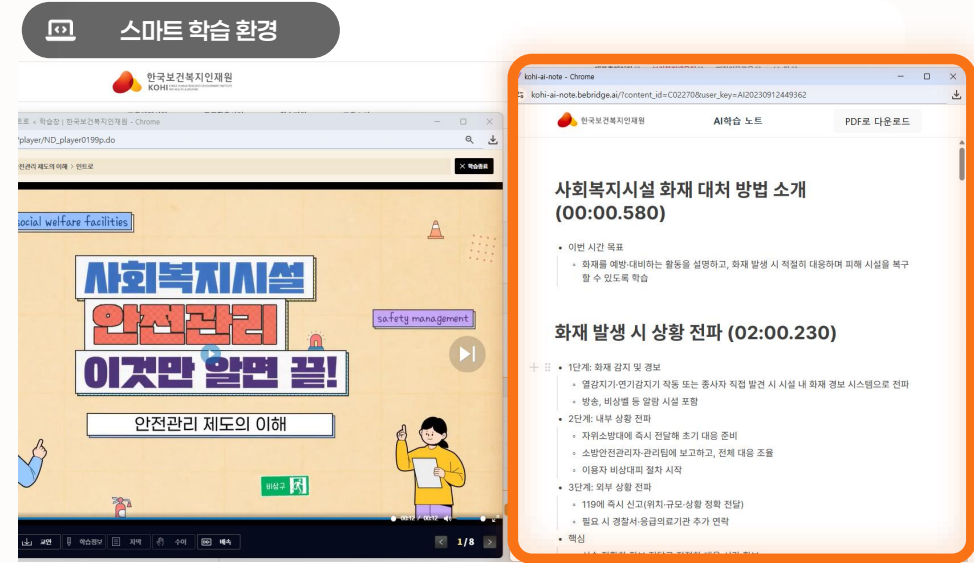 스마트 학습 환경
한국보건복지인재원
KOHI
학습창 | 한국보건복지인재원 - Chrome
/player/ND_player0199p.do
안전관리 제도의 이해 > 인트로
× 학습종료
social welfare facilities
사회복지시설
안전관리
이것만 알면 끝!
safety management
안전관리 제도의 이해
비상구
00:12 / 00:12
교안
학습정보
자막
수어
배속
1/8
kohi-ai-note - Chrome
kohi-ai-note.bebridge.ai/?content_id=C02270&user_key=AI20230912449362
한국보건복지인재원
AI학습 노트
PDF로 다운로드
사회복지시설 화재 대처 방법 소개
(00:00.580)
• 이번 시간 목표
◦ 화재를 예방·대비하는 활동을 설명하고, 화재 발생 시 적절히 대응하며 피해 시설을 복구
할 수 있도록 학습
화재 발생 시 상황 전파 (02:00.230)
• 1단계: 화재 감지 및 경보
◦ 열감지기·연기감지기 작동 또는 종사자 직접 발견 시 시설 내 화재 경보 시스템으로 전파
◦ 방송, 비상벨 등 알람 시설 포함
• 2단계: 내부 상황 전파
◦ 자위소방대에 즉시 전달해 초기 대응 준비
◦ 소방안전관리자·관리팀에 보고하고, 전체 대응 조율
◦ 이용자 비상대피 절차 시작
• 3단계: 외부 상황 전파
◦ 119에 즉시 신고(위치·규모·상황 정확 전달)
◦ 필요 시 경찰서·응급의료기관 추가 연락
• 핵심